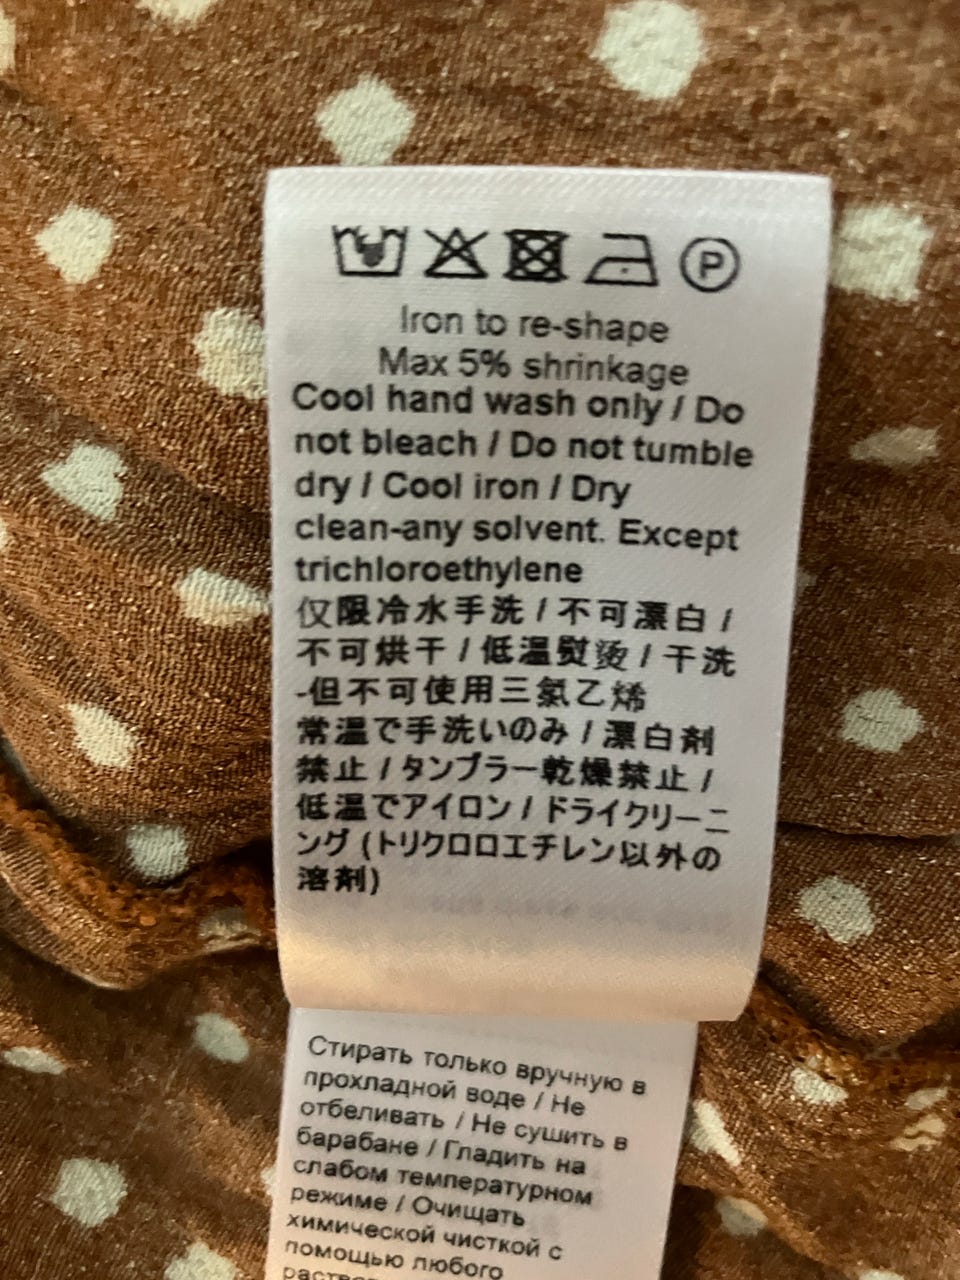 P
Iron to re-shape
Max 5% shrinkage
Cool hand wash only / Do
not bleach / Do not tumble
dry / Cool iron / Dry
clean-any solvent. Except
trichloroethylene
仅限冷水手洗 / 不可漂白 /
不可烘干 / 低温熨烫 / 干洗
-但不可使用三氯乙烯
常温で手洗いのみ / 漂白剤
禁止 / タンブラー乾燥禁止 /
低温でアイロン / ドライクリーニ
ング (トリクロロエチレン以外の
溶剤)
Стирать только вручную в
прохладной воде / Не
отбеливать / Не сушить в
барабане / Гладить на
слабом температурном
режиме / Очищать
химической чисткой с
помощью любого